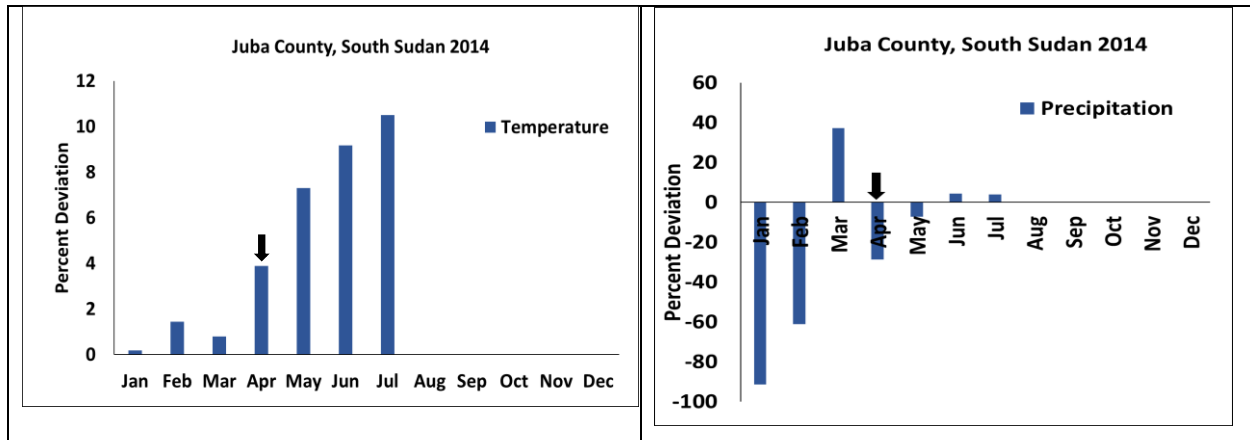 Juba County, South Sudan 2014
12
10
8
6
4
2
0
Percent Deviation
Temperature
Jan Feb Mar Apr May Jun Jul Aug Sep Oct Nov Dec
Juba County, South Sudan 2014
60
40
20
0
-20
-40
-60
-80
-100
Percent Deviation
Precipitation
Jan Feb Mar Apr May Jun Jul Aug Sep Oct Nov Dec